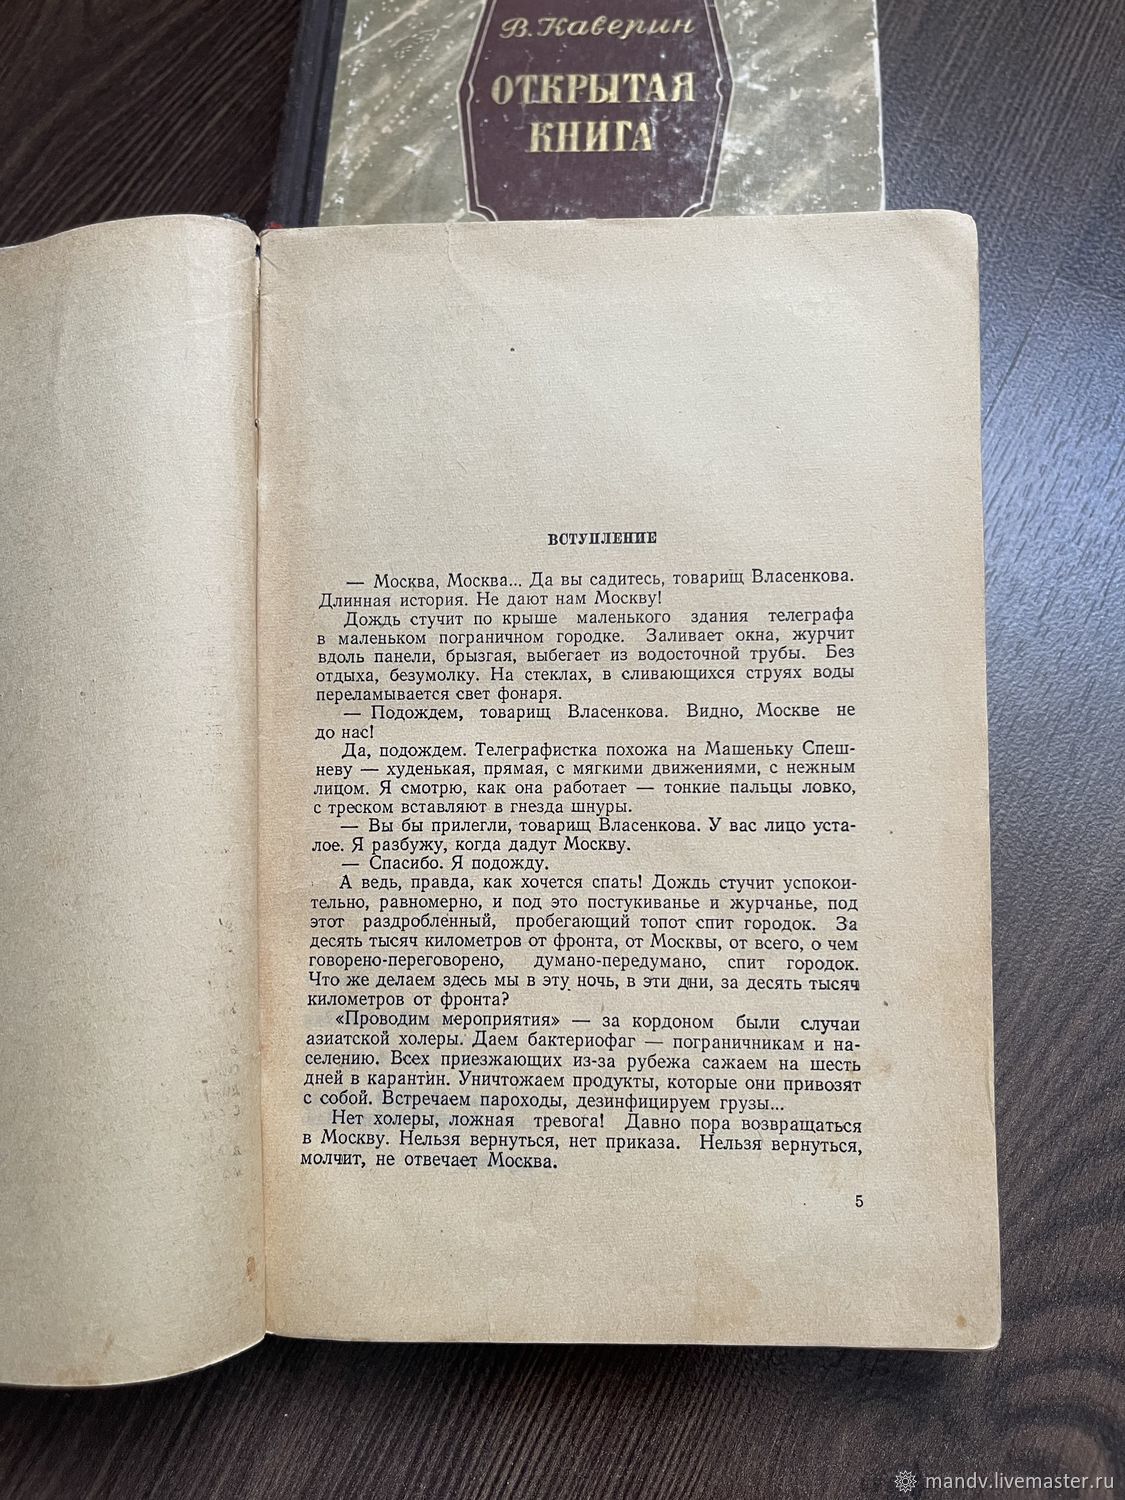 В. Каверин
ОТКРЫТАЯ
КНИГА
ВСТУПЛЕНИЕ
— Москва, Москва... Да вы садитесь, товарищ Власенкова.
Длинная история. Не дают нам Москву!
Дождь стучит по крыше маленького здания телеграфа
в маленьком пограничном городке. Заливает окна, журчит
вдоль панели, брызгая, выбегает из водосточной трубы. Без
отдыха, безумолку. На стеклах, в сливающихся струях воды
переламывается свет фонаря.
— Подождем, товарищ Власенкова. Видно, Москве не
до нас!
Да, подождем. Телеграфистка похожа на Машеньку Спеш-
неву — худенькая, прямая, с мягкими движениями, с нежным
лицом. Я смотрю, как она работает — тонкие пальцы ловко,
с треском вставляют в гнезда шнуры.
— Вы бы прилегли, товарищ Власенкова. У вас лицо уста-
лое. Я разбужу, когда дадут Москву.
— Спасибо. Я подожду.
А ведь, правда, как хочется спать! Дождь стучит успокои-
тельно, равномерно, и под это постукиванье и журчанье, под
этот раздробленный, пробегающий топот спит городок. За
десять тысяч километров от фронта, от Москвы, от всего, о чем
говорено-переговорено, думано-передумано, спит городок.
Что же делаем здесь мы в эту ночь, в эти дни, за десять тысяч
километров от фронта?
«Проводим мероприятия» — за кордоном были случаи
азиатской холеры. Даем бактериофаг — пограничникам и на-
селению. Всех приезжающих из-за рубежа сажаем на шесть
дней в карантин. Уничтожаем продукты, которые они привозят
с собой. Встречаем пароходы, дезинфицируем грузы...
Нет холеры, ложная тревога! Давно пора возвращаться
в Москву. Нельзя вернуться, нет приказа. Нельзя вернуться,
молчит, не отвечает Москва.
5
mandv.livemaster.ru